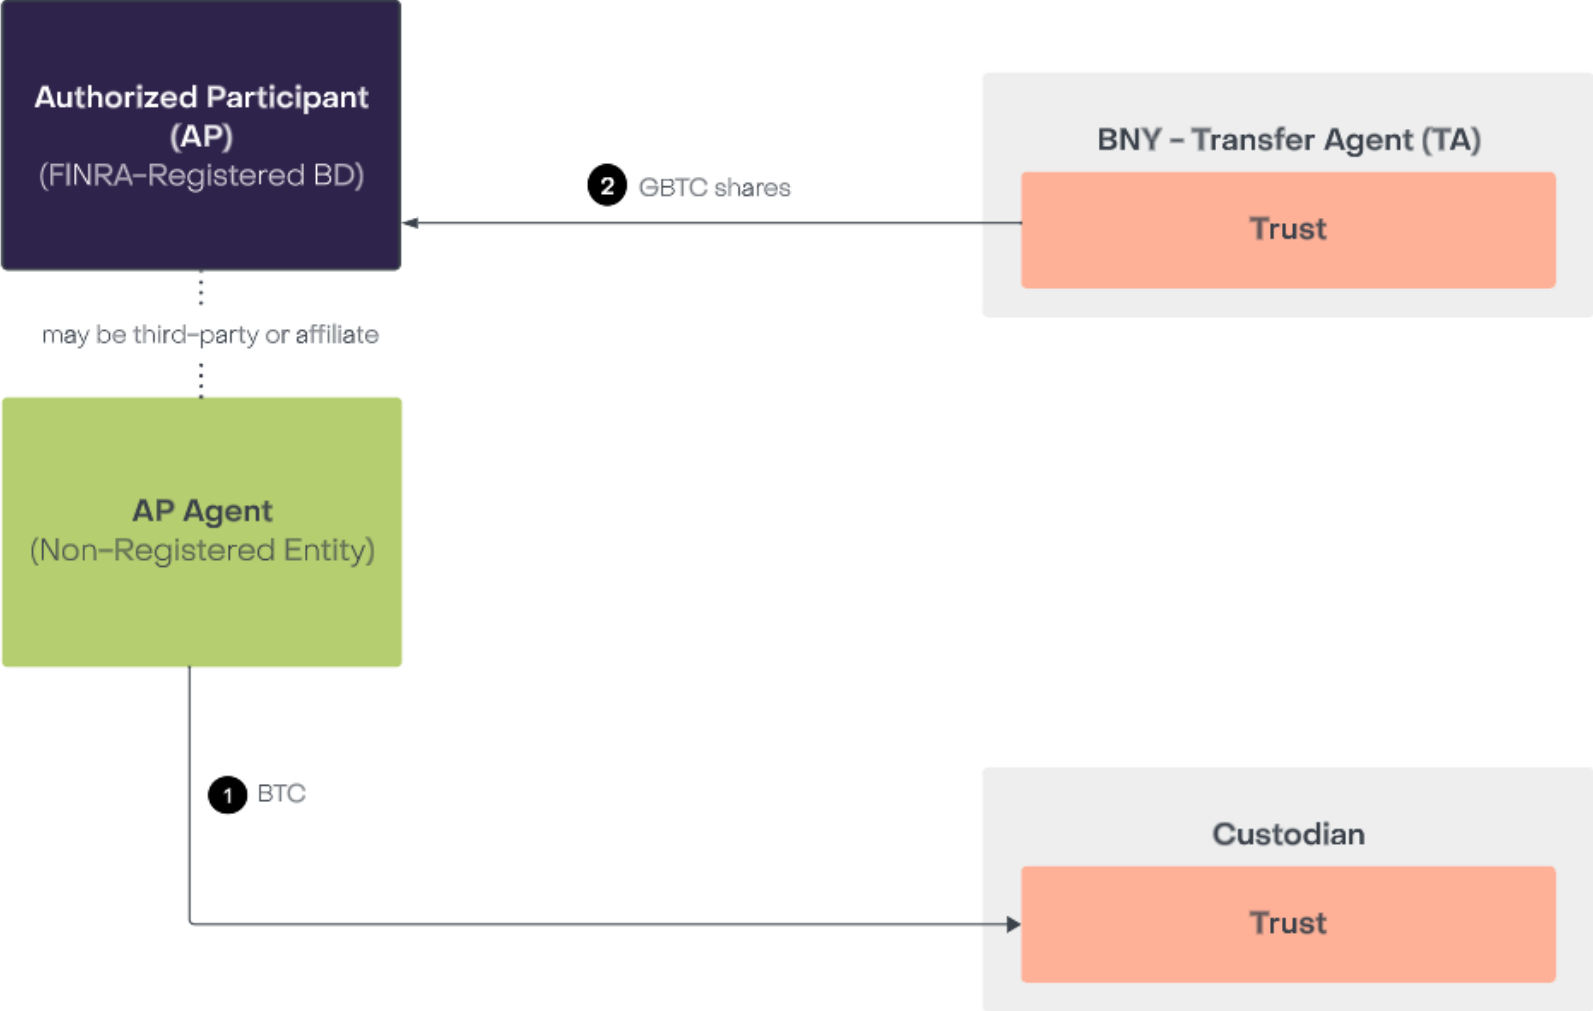 Authorized Participant
(AP)
(FINRA-Registered BD)
BNY - Transfer Agent (TA)
Trust
2 GBTC shares
may be third-party or affiliate
AP Agent
(Non-Registered Entity)
1 BTC
Custodian
Trust